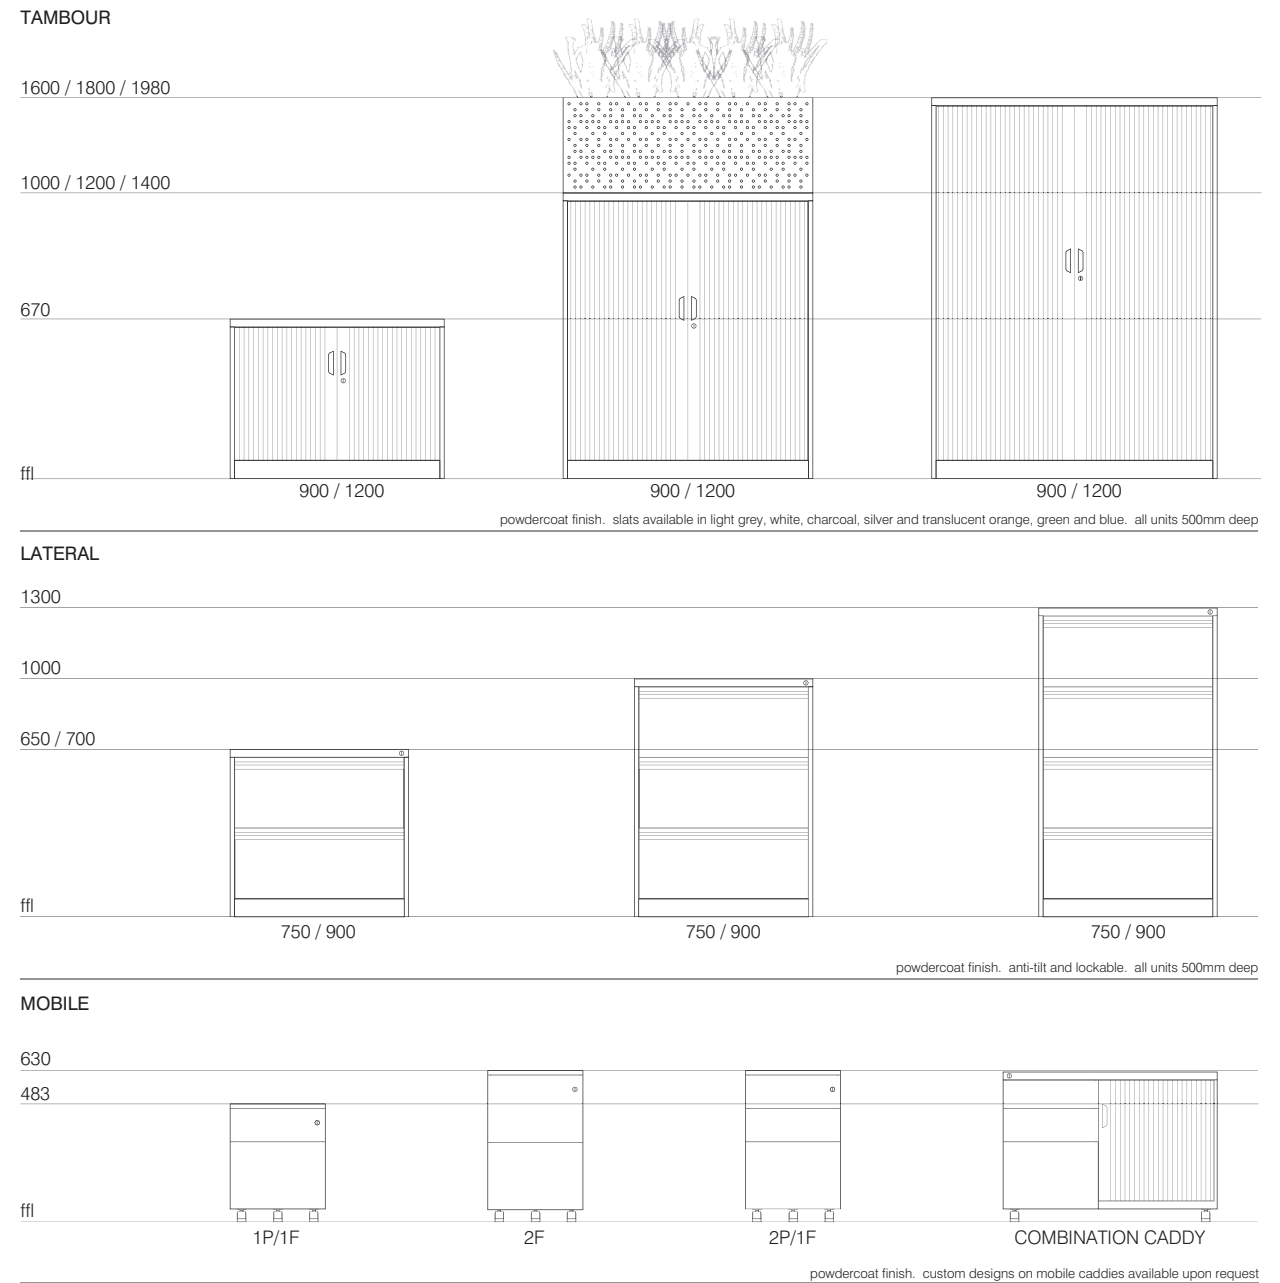 TAMBOUR
1600 / 1800 / 1980
1000 / 1200 / 1400
670
ffl
900 / 1200
900 / 1200
900 / 1200
powdercoat finish. slats available in light grey, white, charcoal, silver and translucent orange, green and blue. all units 500mm deep
LATERAL
1300
1000
650 / 700
ffl
750 / 900
750 / 900
750 / 900
powdercoat finish. anti-tilt and lockable. all units 500mm deep
MOBILE
630
483
ffl
1P/1F
2F
2P/1F
COMBINATION CADDY
powdercoat finish. custom designs on mobile caddies available upon request